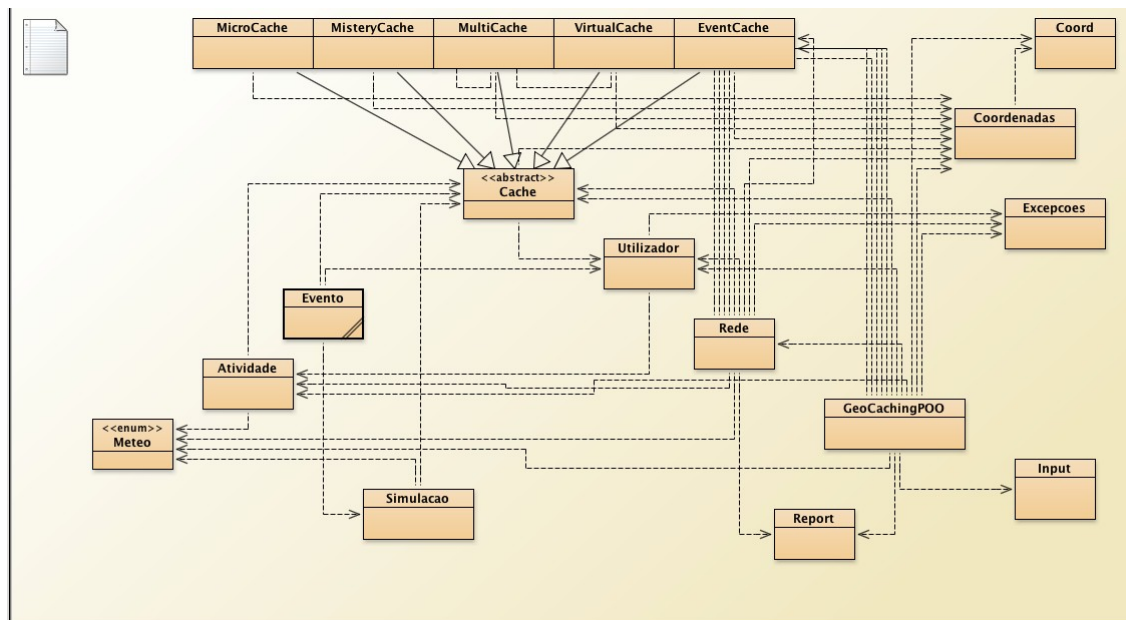 MicroCache
MisteryCache
MultiCache
VirtualCache
EventCache
Coord
Coordenadas
<<abstract>>
Cache
Excepcoes
Utilizador
Evento
Rede
Atividade
GeoCachingPOO
<<enum>>
Meteo
Input
Simulacao
Report